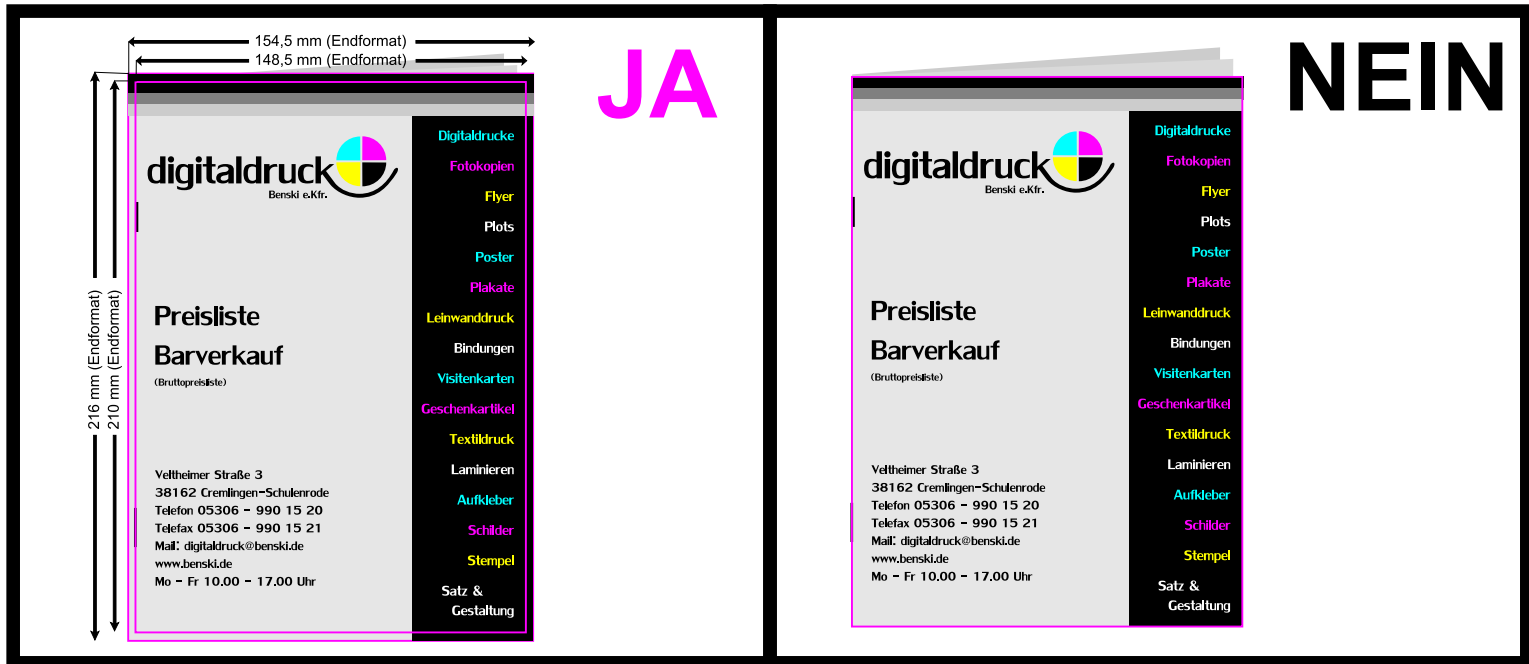 154,5 mm (Endformat)
148,5 mm (Endformat)
216 mm (Endformat)
210 mm (Endformat)
JA
digitaldruck
Benski e.Kfr.
Preisliste
Barverkauf
(Bruttopreisliste)
Veltheimer Straße 3
38162 Cremlingen-Schulenrode
Telefon 05306 - 990 15 20
Telefax 05306 - 990 15 21
Mail: digitaldruck@benski.de
www.benski.de
Mo - Fr 10.00 - 17.00 Uhr
Digitaldrucke
Fotokopien
Flyer
Plots
Poster
Plakate
Leinwanddruck
Bindungen
Visitenkarten
Geschenkartikel
Textildruck
Laminieren
Aufkleber
Schilder
Stempel
Satz &
Gestaltung
NEIN
digitaldruck
Benski e.Kfr.
Preisliste
Barverkauf
(Bruttopreisliste)
Veltheimer Straße 3
38162 Cremlingen-Schulenrode
Telefon 05306 - 990 15 20
Telefax 05306 - 990 15 21
Mail: digitaldruck@benski.de
www.benski.de
Mo - Fr 10.00 - 17.00 Uhr
Digitaldrucke
Fotokopien
Flyer
Plots
Poster
Plakate
Leinwanddruck
Bindungen
Visitenkarten
Geschenkartikel
Textildruck
Laminieren
Aufkleber
Schilder
Stempel
Satz &
Gestaltung